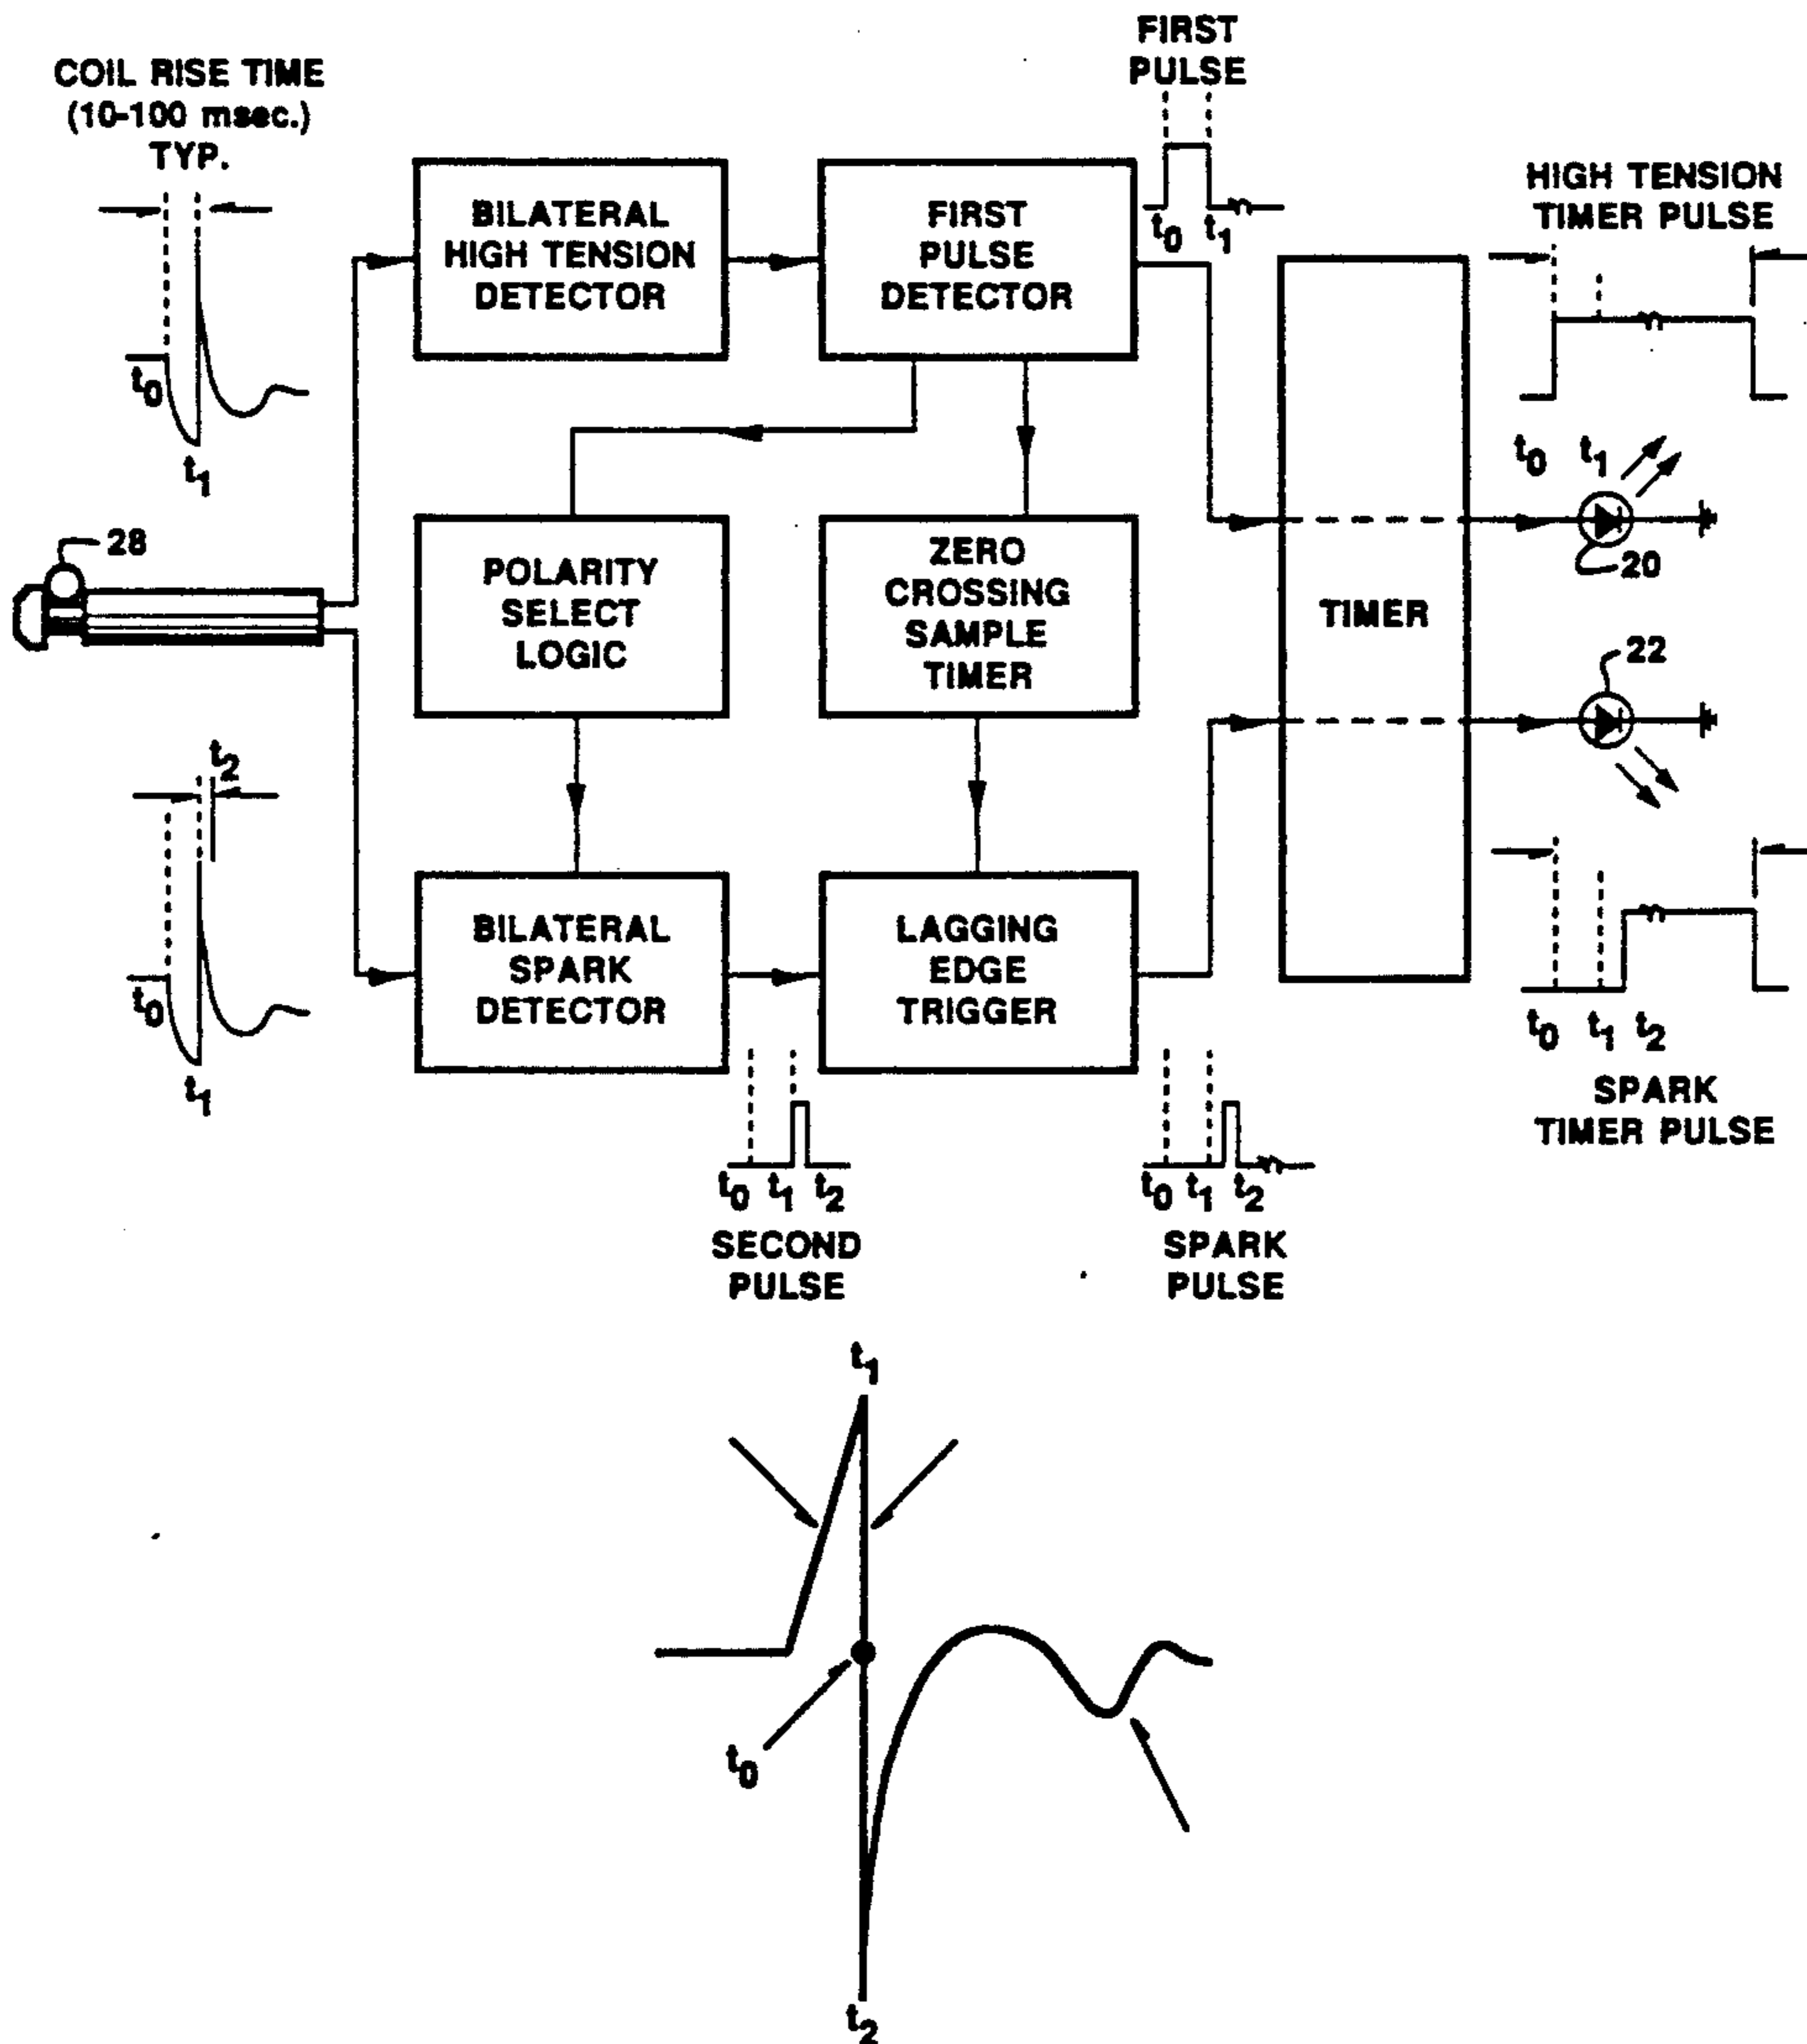 COIL RISE TIME
(10-100 msec.)
TYP.
t0
t1
FIRST
PULSE
t0 t1
BILATERAL
HIGH TENSION
DETECTOR
FIRST
PULSE
DETECTOR
HIGH TENSION
TIMER PULSE
t0 t1
28
POLARITY
SELECT
LOGIC
ZERO
CROSSING
SAMPLE
TIMER
TIMER
20
22
t2
t0
t1
BILATERAL
SPARK
DETECTOR
LAGGING
EDGE
TRIGGER
t0 t1 t2
SECOND
PULSE
t0 t1 t2
SPARK
PULSE
t0 t1 t2
SPARK
TIMER PULSE
t1
t0
t2